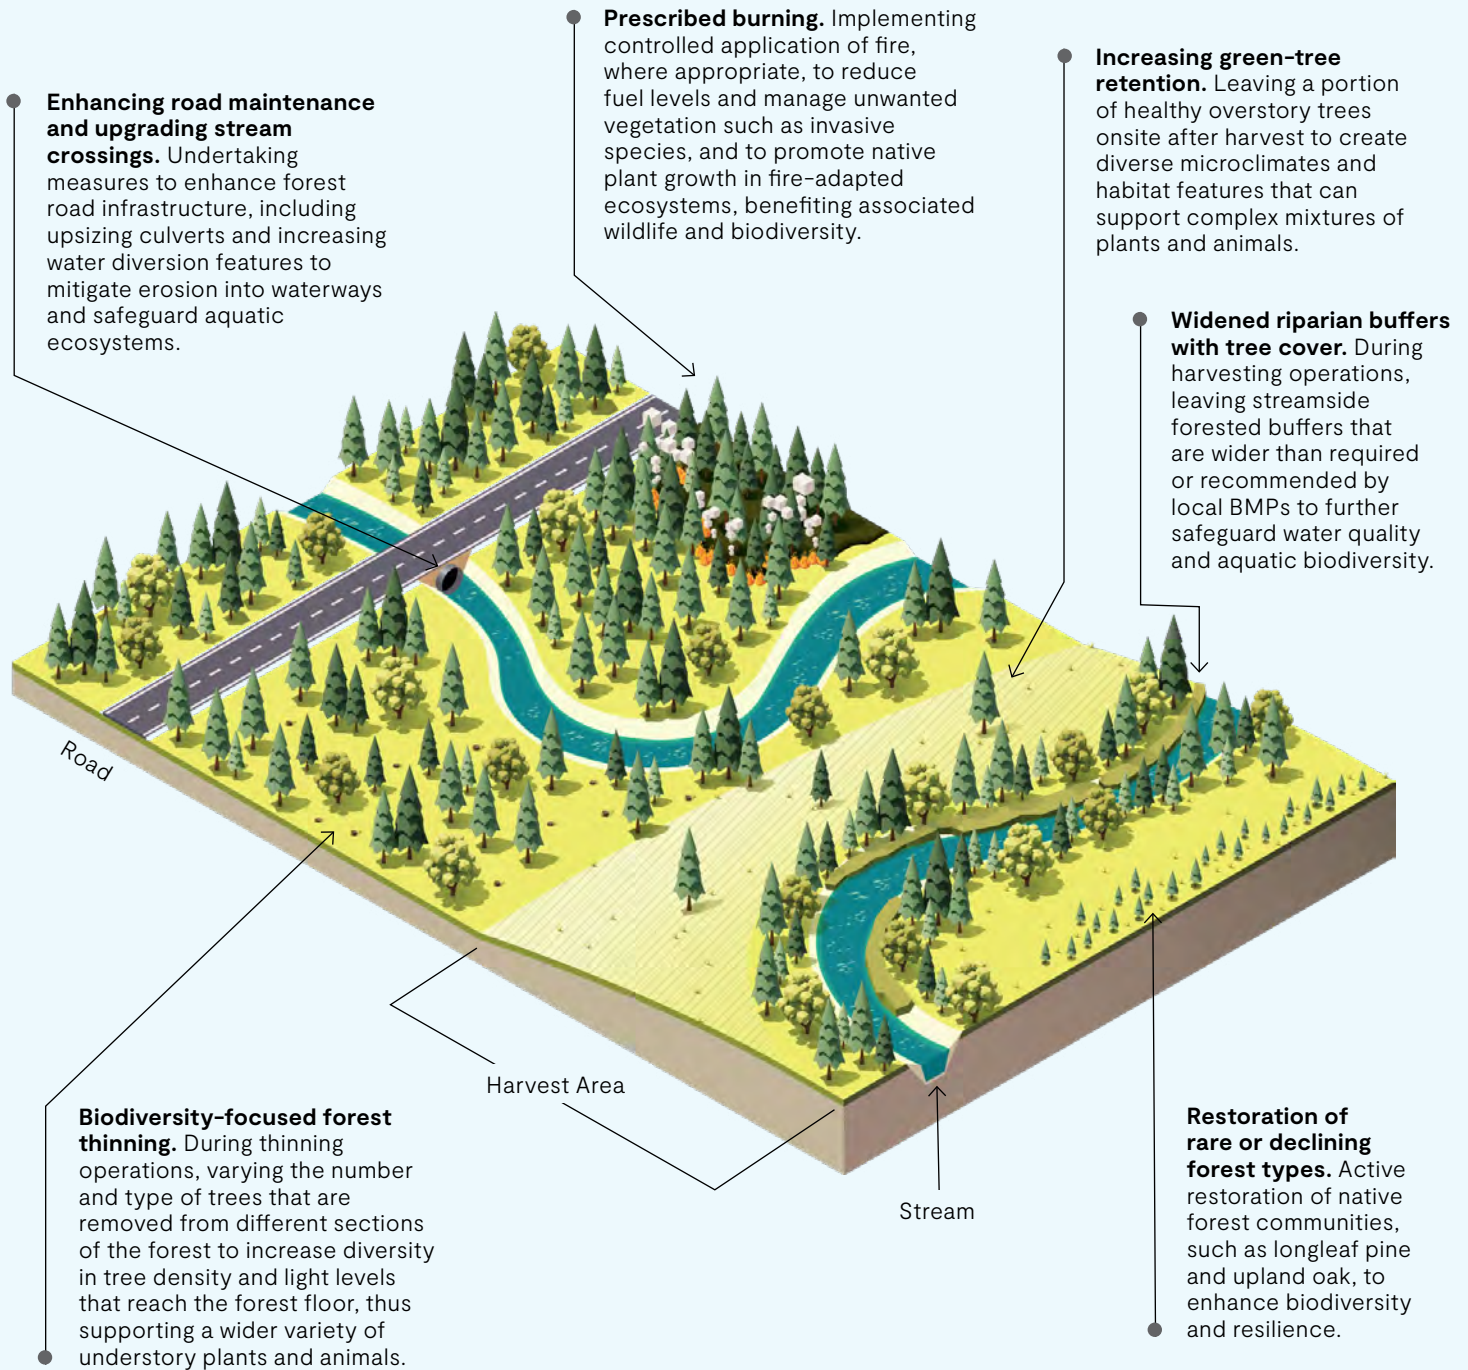 Prescribed burning. Implementing
controlled application of fire,
where appropriate, to reduce
fuel levels and manage unwanted
vegetation such as invasive
species, and to promote native
plant growth in fire-adapted
ecosystems, benefiting associated
wildlife and biodiversity.
Increasing green-tree
retention. Leaving a portion
of healthy overstory trees
onsite after harvest to create
diverse microclimates and
habitat features that can
support complex mixtures of
plants and animals.
Enhancing road maintenance
and upgrading stream
crossings. Undertaking
measures to enhance forest
road infrastructure, including
upsizing culverts and increasing
water diversion features to
mitigate erosion into waterways
and safeguard aquatic
ecosystems.
Widened riparian buffers
with tree cover. During
harvesting operations,
leaving streamside
forested buffers that
are wider than required
or recommended by
local BMPs to further
safeguard water quality
and aquatic biodiversity.
Road
Harvest Area
Stream
Biodiversity-focused forest
thinning. During thinning
operations, varying the number
and type of trees that are
removed from different sections
of the forest to increase diversity
in tree density and light levels
that reach the forest floor, thus
supporting a wider variety of
understory plants and animals.
Restoration of
rare or declining
forest types. Active
restoration of native
forest communities,
such as longleaf pine
and upland oak, to
enhance biodiversity
and resilience.